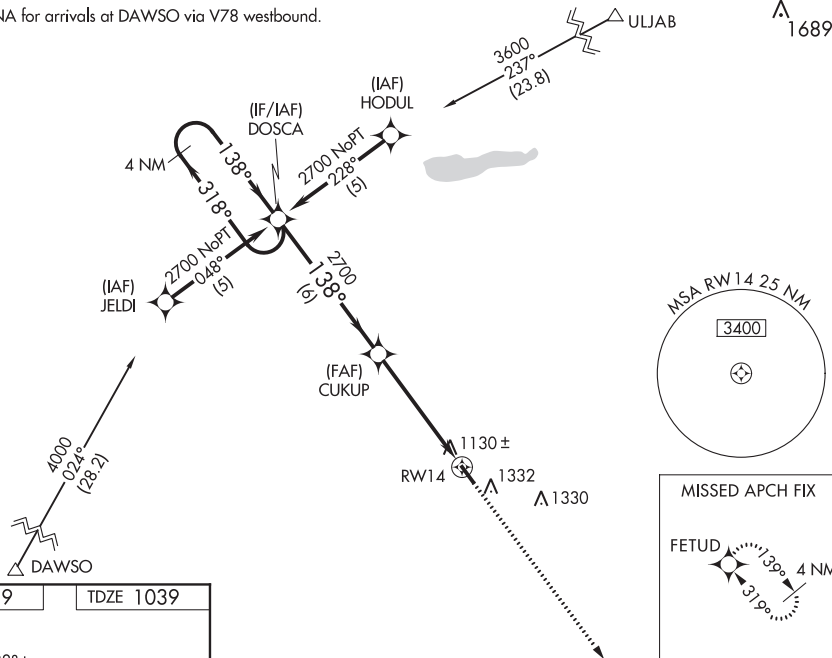 NA for arrivals at DAWSO via V78 westbound.
ULJAB
1689
3600
237°
(23.8)
(IAF)
HODUL
(IF/IAF)
DOSCA
4 NM
138°
318°
2700 NoPT
228°
(5)
2700 NoPT
048°
(5)
(IAF)
JELDI
2700
138°
(6)
(FAF)
CUKUP
MSA RW14 25 NM
3400
1130 ±
RW14
1332
1330
4000
024°
(28.2)
DAWSO
MISSED APCH FIX
FETUD
139°
319°
4 NM
9
TDZE 1039